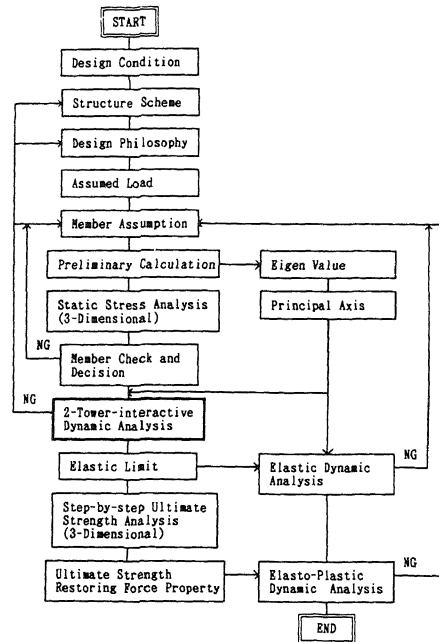 START
Design Condition
Structure Scheme
Design Philosophy
Assumed Load
Member Assumption
Preliminary Calculation
Eigen Value
Static Stress Analysis
(3-Dimensional)
Principal Axis
NG
Member Check and
Decision
NG
2-Tower-interactive
Dynamic Analysis
Elastic Limit
Elastic Dynamic
Analysis
NG
Step-by-step Ultimate
Strength Analysis
(3-Dimensional)
Ultimate Strength
Restoring Force Property
Elasto-Plastic
Dynamic Analysis
NG
END